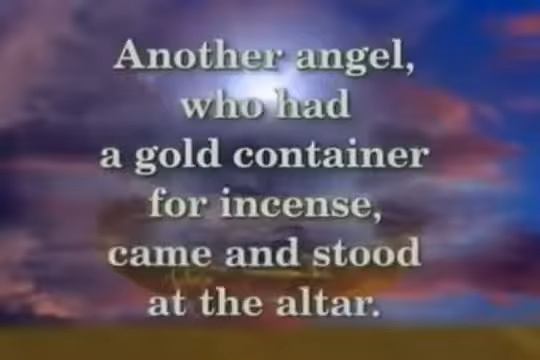 Another angel,
who had
a gold container
for incense,
came and stood
at the altar.